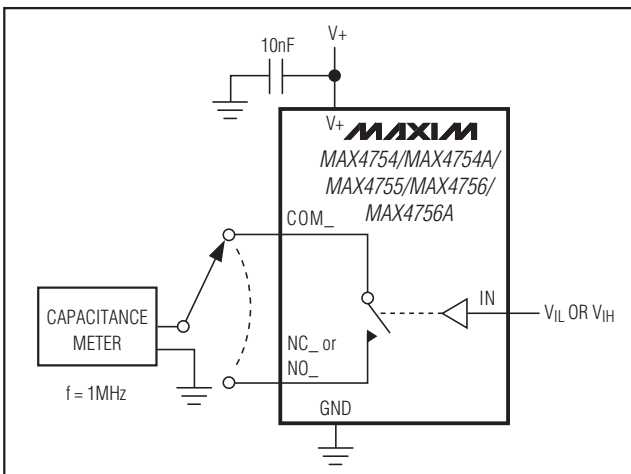 V+
10nF
V+
MAXIM
MAX4754/MAX4754A/
MAX4755/MAX4756/
MAX4756A
COM_
IN
VIL OR VIH
CAPACITANCE
METER
NC_ or
NO_
f = 1MHz
GND